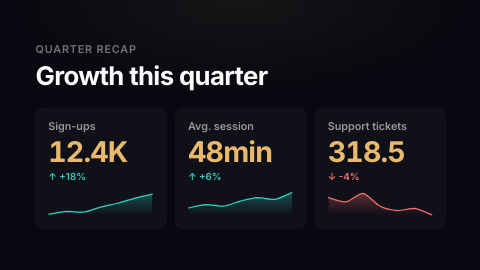 QUARTER RECAP
Growth this quarter
Sign-ups
12.4K
↑ +18%
Avg. session
48min
↑ +6%
Support tickets
318.5
↓ -4%